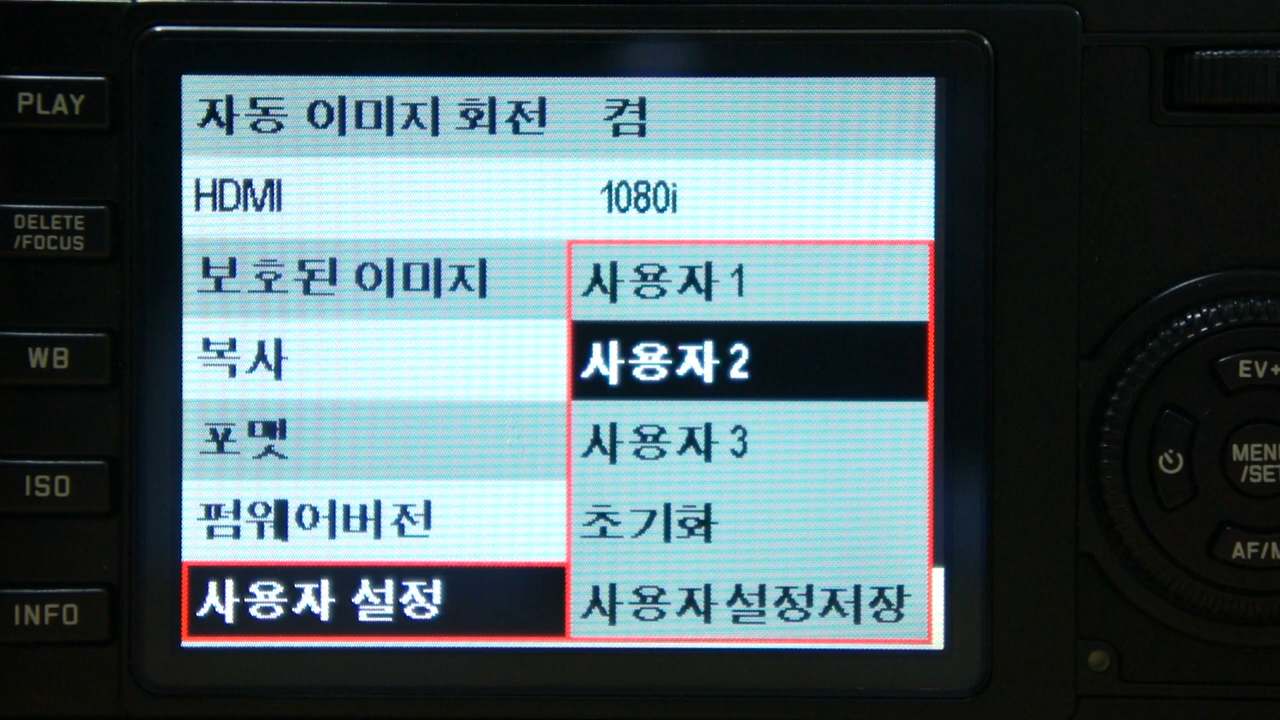 PLAY
DELETE
/FOCUS
WB
ISO
INFO
자동 이미지 회전 켬
HDMI 1080i
보호된 이미지
복사
포멧
펌웨어버전
사용자 설정
사용자 1
사용자 2
사용자 3
초기화
사용자설정저장
EV+
MENU
/SET